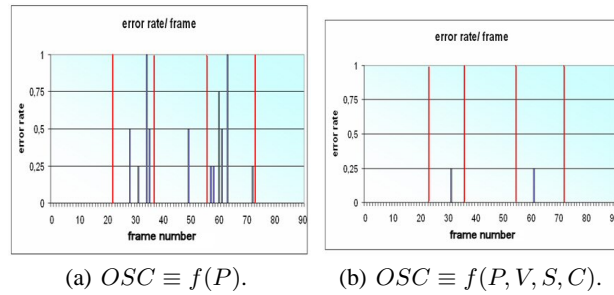 error rate/ frame
error rate
1
0,75
0,5
0,25
0
0 10 20 30 40 50 60 70 80 90
frame number
(a) OSC ≡ f(P).
error rate/ frame
error rate
1
0,75
0,5
0,25
0
0 10 20 30 40 50 60 70 80 90
frame number
(b) OSC ≡ f(P, V, S, C).